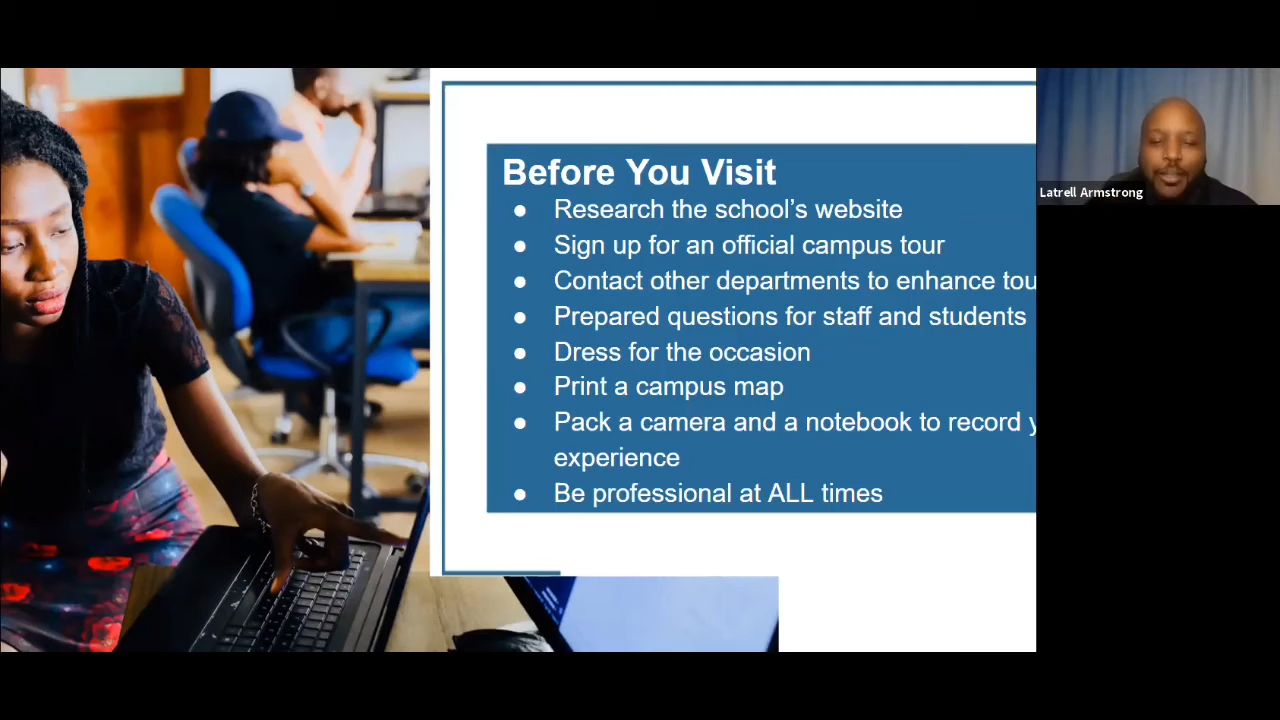 Before You Visit
● Research the school’s website
● Sign up for an official campus tour
● Contact other departments to enhance tou
● Prepared questions for staff and students
● Dress for the occasion
● Print a campus map
● Pack a camera and a notebook to record y
experience
● Be professional at ALL times
Latrell Armstrong